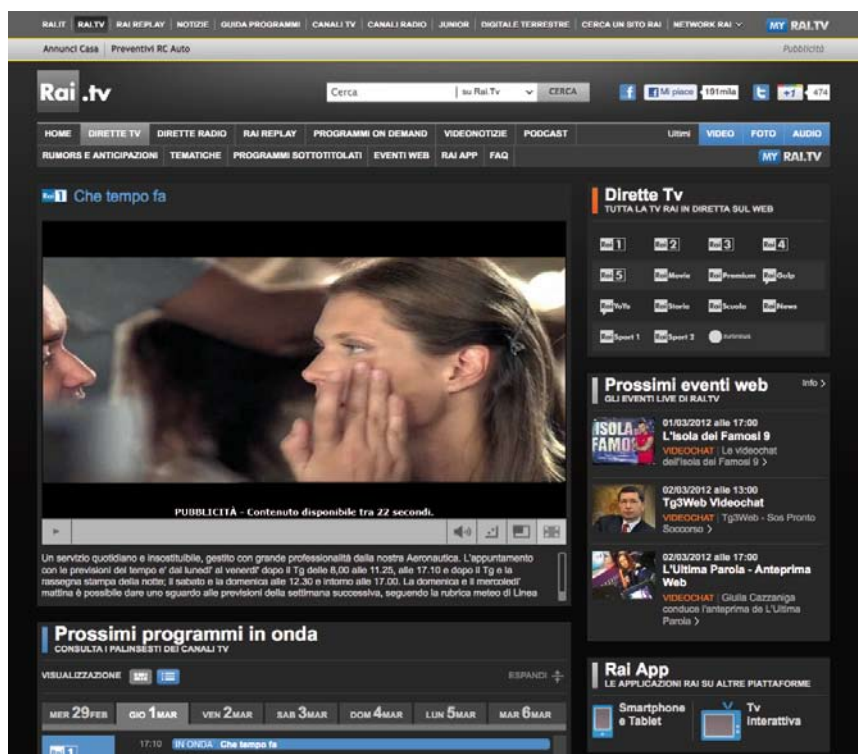 RAI.IT RAI.TV RAI REPLAY NOTIZIE GUIDA PROGRAMMI CANALI TV CANALI RADIO JUNIOR DIGITALE TERRESTRE CERCA UN SITO RAI NETWORK RAI MY RAI.TV
Annunci Casa Preventivi RC Auto Pubblicità
Rai .tv Cerca su Rai.Tv CERCA f Mi piace 191mila +1 474
HOME DIRETTE TV DIRETTE RADIO RAI REPLAY PROGRAMMI ON DEMAND VIDEONOTIZIE PODCAST Ultimi VIDEO FOTO AUDIO
RUMORS E ANTICIPAZIONI TEMATICHE PROGRAMMI SOTTOTITOLATI EVENTI WEB RAI APP FAQ MY RAI.TV
Rai 1 Che tempo fa
PUBBLICITÀ - Contenuto disponibile tra 22 secondi.
Un servizio quotidiano e insostituibile, gestito con grande professionalità dalla nostra Aeronautica. L'appuntamento
con le previsioni del tempo e' dal lunedi' al venerdi' dopo il Tg delle 8,00 alle 11.25, alle 17.10 e dopo il Tg e la
rassegna stampa della notte; il sabato e la domenica alle 12.30 e intorno alle 17.00. La domenica e il mercoledi'
mattina è possibile dare uno sguardo alle previsioni della settimana successiva, seguendo la rubrica meteo di Linea
Prossimi programmi in onda
CONSULTA I PALINSESTI DEI CANALI TV
VISUALIZZAZIONE ESPANDI
MER 29FEB GIO 1MAR VEN 2MAR SAB 3MAR DOM 4MAR LUN 5MAR MAR 6MAR
Rai 1 17:10 IN ONDA Che tempo fa
Dirette Tv
TUTTA LA TV RAI IN DIRETTA SUL WEB
Rai 1 Rai 2 Rai 3 Rai 4
Rai 5 Rai Movie Rai Premium Rai Gulp
Rai YoYo Rai Storia Rai Scuola Rai News
Rai Sport 1 Rai Sport 2 euronews
Prossimi eventi web Info >
GLI EVENTI LIVE DI RAI.TV
ISOLA
FAMOSI
01/03/2012 alle 17:00
L'Isola dei Famosi 9
VIDEOCHAT | La videochat
dell'Isola dei Famosi 9 >
02/03/2012 alle 13:00
Tg3Web Videochat
VIDEOCHAT | Tg3Web - Sos Pronto
Soccorso >
02/03/2012 alle 17:00
L'Ultima Parola - Anteprima
Web
VIDEOCHAT | Giulia Cazzaniga
conduce l'anteprima de L'Ultima
Parola >
Rai App
LE APPLICAZIONI RAI SU ALTRE PIATTAFORME
Smartphone
e Tablet
Tv
interattiva